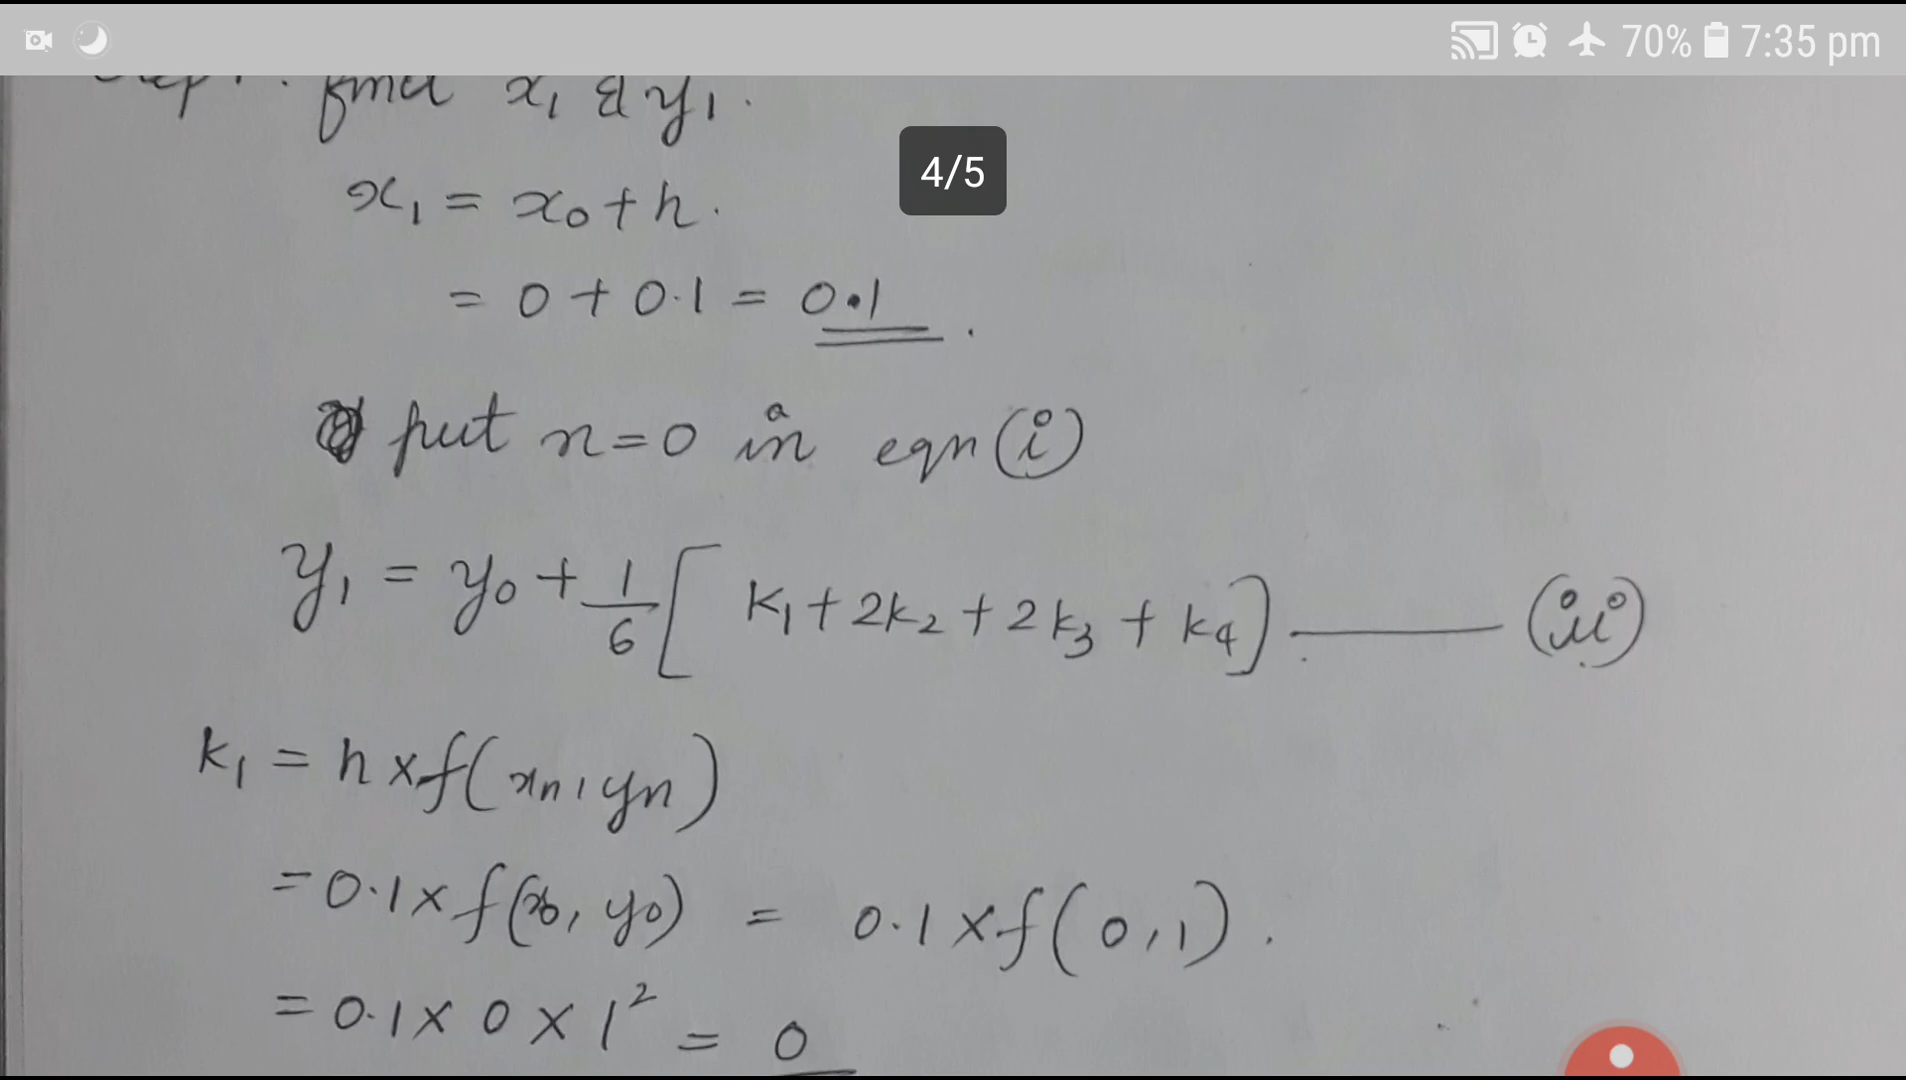 70% 7:35 pm
find x₁ & y₁.
4/5
x₁ = x₀ + h.
= 0 + 0.1 = 0.1.
put n=0 in eqn (i)
y₁ = y₀ + 1/6 [ K₁ + 2k₂ + 2k₃ + k₄ ] ——— (ii)
k₁ = h × f( xn, yn )
= 0.1 × f(x₀, y₀) = 0.1 × f( 0, 1 ).
= 0.1 × 0 × 1² = 0